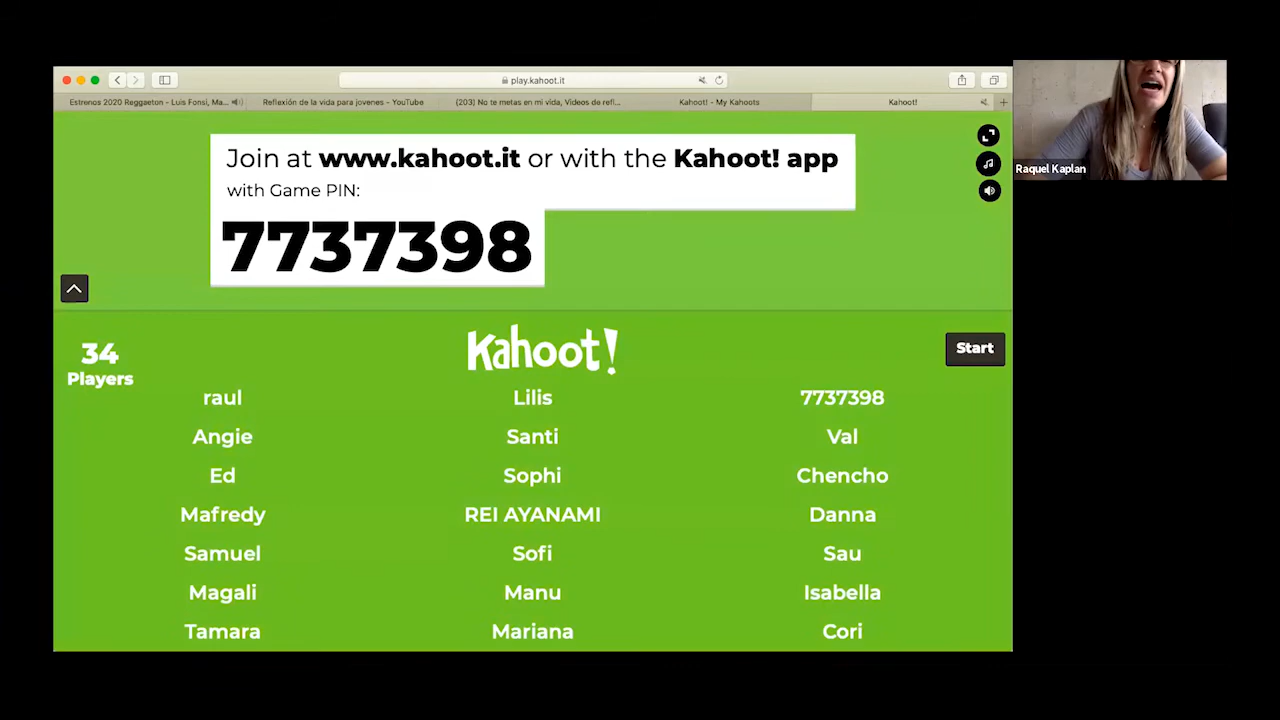 play.kahoot.it
Estrenos 2020 Reggaeton - Luis Fonsi, Ma...
Reflexión de la vida para jovenes - YouTube
(203) No te metas en mi vida, Videos de refl...
Kahoot! - My Kahoots
Kahoot!
Join at www.kahoot.it or with the Kahoot! app
with Game PIN:
7737398
Raquel Kaplan
34
Players
Kahoot!
Start
raul
Lilis
7737398
Angie
Santi
Val
Ed
Sophi
Chencho
Mafredy
REI AYANAMI
Danna
Samuel
Sofi
Sau
Magali
Manu
Isabella
Tamara
Mariana
Cori